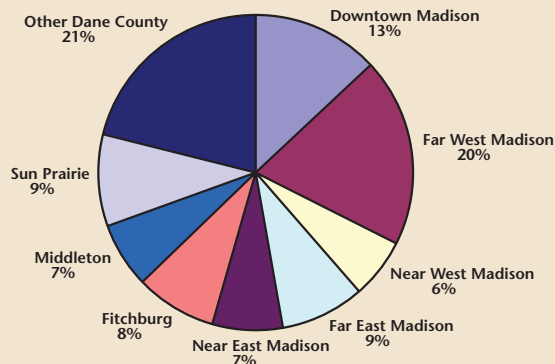 Downtown Madison
13%
Far West Madison
20%
Near West Madison
6%
Far East Madison
9%
Near East Madison
7%
Fitchburg
8%
Middleton
7%
Sun Prairie
9%
Other Dane County
21%